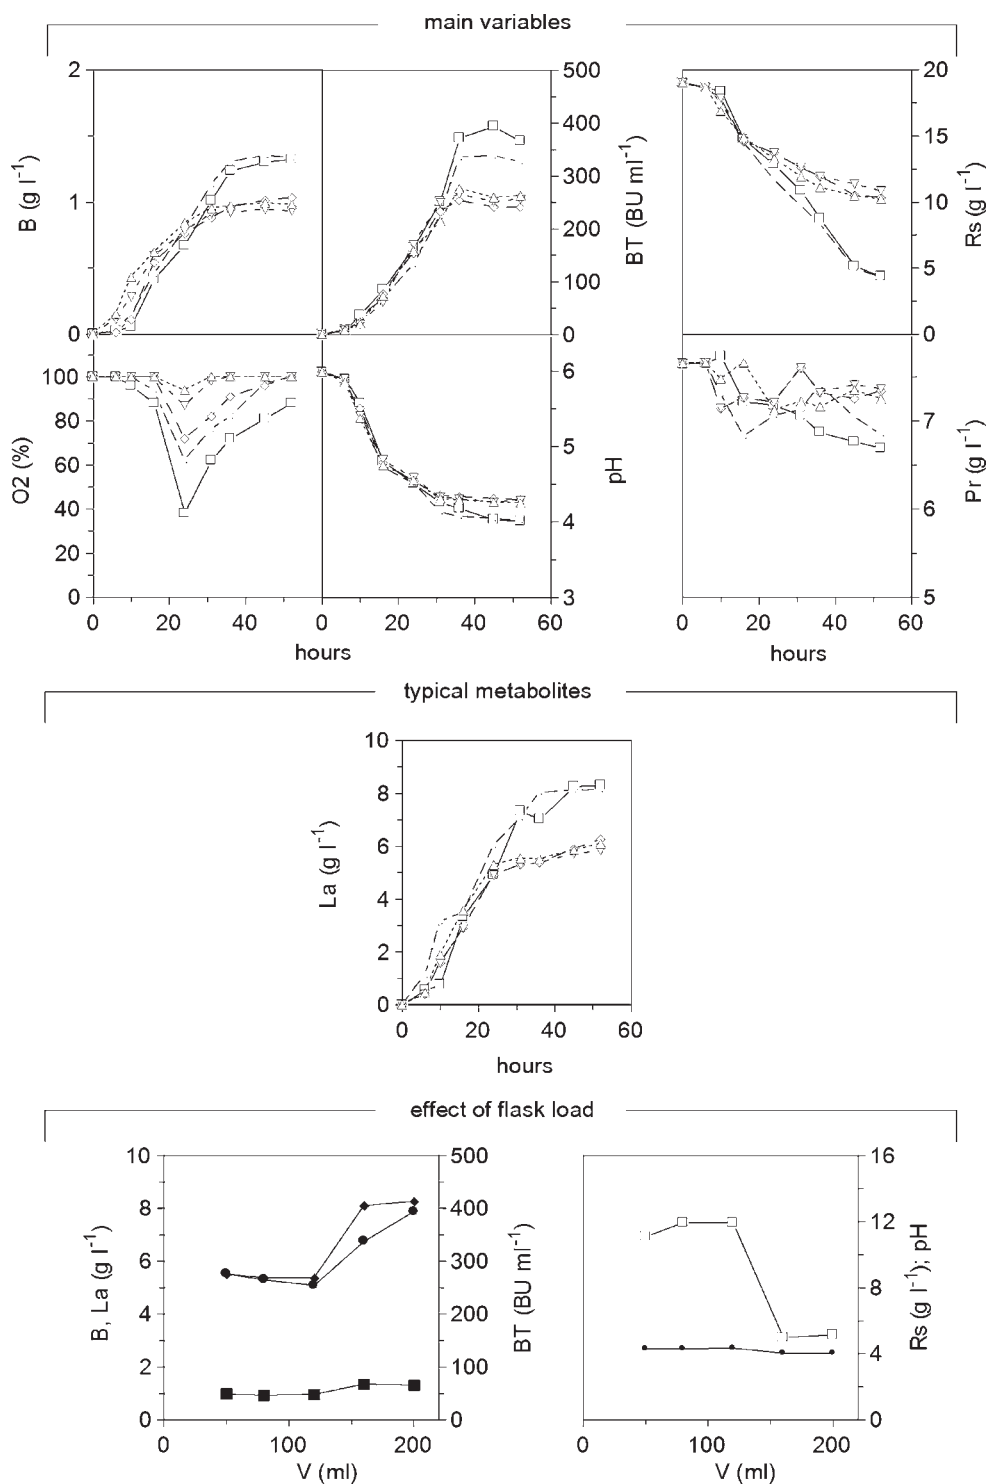 main variables
2
1
0
B (g l⁻¹)
500
400
300
200
100
0
BT (BU ml⁻¹)
20
15
10
5
0
Rs (g l⁻¹)
100
80
60
40
20
0
O2 (%)
6
5
4
3
pH
7
6
5
Pr (g l⁻¹)
0 20 40
0 20 40 60
0 20 40 60
hours
hours
typical metabolites
10
8
6
4
2
0
La (g l⁻¹)
0 20 40 60
hours
effect of flask load
10
8
6
4
2
0
B, La (g l⁻¹)
500
400
300
200
100
0
BT (BU ml⁻¹)
16
12
8
4
0
Rs (g l⁻¹); pH
0 100 200
0 100 200
V (ml)
V (ml)